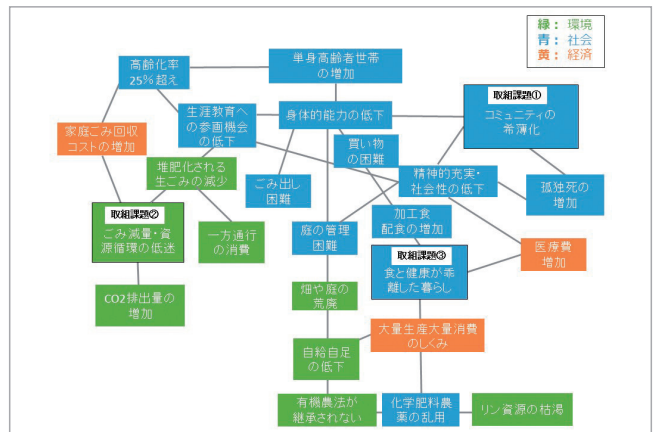 緑：環境
青：社会
黄：経済
高齢化率
25％超え
単身高齢者世帯
の増加
取組課題①
コミュニティの
希薄化
生涯教育へ
の参画機会
の低下
身体的能力の低下
家庭ごみ回収
コストの増加
買い物
の困難
堆肥化される
生ごみの減少
ごみ出し
困難
精神的充実・
社会性の低下
孤独死の
増加
取組課題②
ごみ減量・資
源循環の低迷
一方通行
の消費
庭の管理
困難
加工食
配食の増加
医療費
増加
取組課題③
食と健康が乖
離した暮らし
CO2排出量の
増加
畑や庭の
荒廃
大量生産大量消費
のしくみ
自給自足
の低下
有機農法が
継承されない
化学肥料農
薬の乱用
リン資源の枯渇